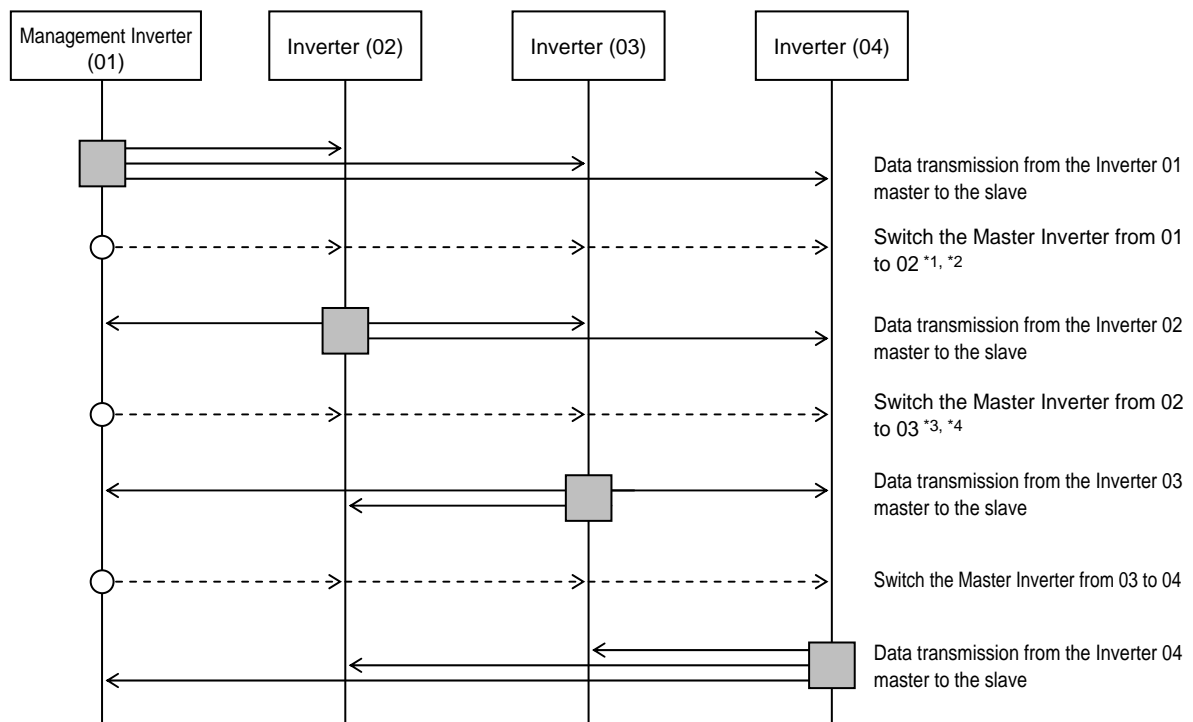 Management Inverter
(01)
Inverter (02)
Inverter (03)
Inverter (04)
Data transmission from the Inverter 01
master to the slave
Switch the Master Inverter from 01
to 02 *1, *2
Data transmission from the Inverter 02
master to the slave
Switch the Master Inverter from 02
to 03 *3, *4
Data transmission from the Inverter 03
master to the slave
Switch the Master Inverter from 03 to 04
Data transmission from the Inverter 04
master to the slave